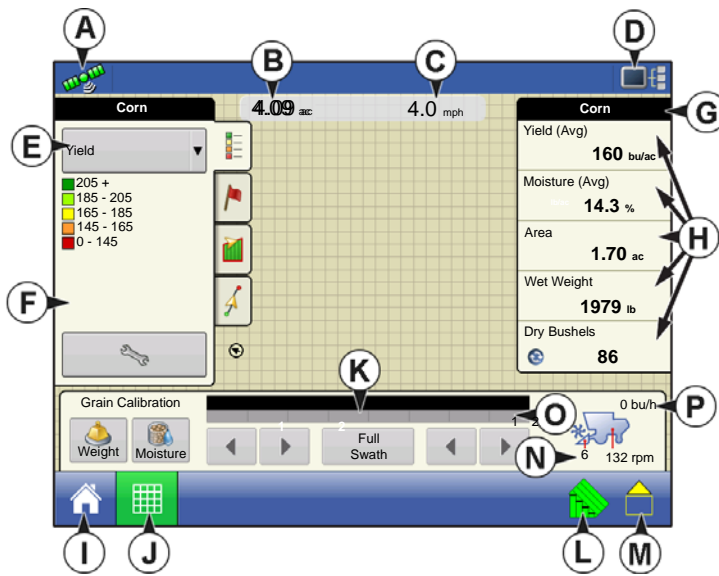 A
B
C
D
Corn
4.09 ac
4.0 mph
Corn
G
E
Yield
Yield (Avg)
160 bu/ac
205 +
185 - 205
165 - 185
145 - 165
0 - 145
Moisture (Avg)
14.3 %
H
Area
1.70 ac
F
Wet Weight
1979 lb
Dry Bushels
86
K
Grain Calibration
0 bu/h
P
1 2
1 2
O
Weight
Moisture
Full
Swath
N
6
132 rpm
I
J
L
M